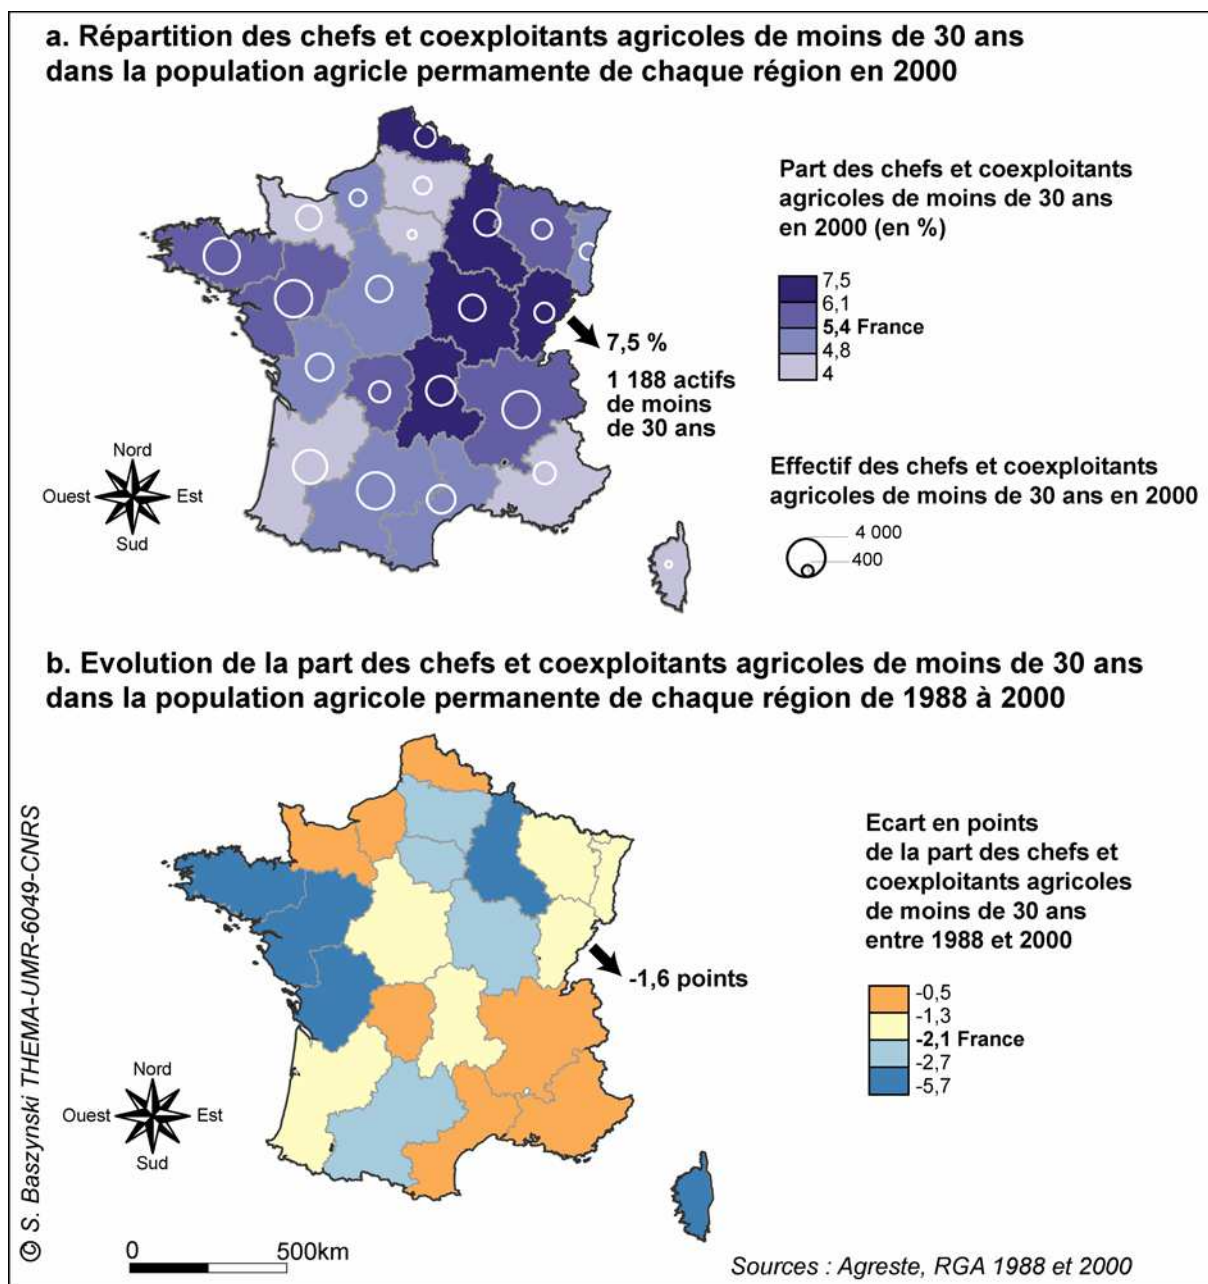 a. Répartition des chefs et coexploitants agricoles de moins de 30 ans
dans la population agricle permamente de chaque région en 2000
Part des chefs et coexploitants
agricoles de moins de 30 ans
en 2000 (en %)
7,5
6,1
5,4 France
4,8
4
7,5 %
1 188 actifs
de moins
de 30 ans
Nord
Ouest
Est
Sud
Effectif des chefs et coexploitants
agricoles de moins de 30 ans en 2000
4 000
400
b. Evolution de la part des chefs et coexploitants agricoles de moins de 30 ans
dans la population agricole permanente de chaque région de 1988 à 2000
Ecart en points
de la part des chefs et
coexploitants agricoles
de moins de 30 ans
entre 1988 et 2000
-1,6 points
-0,5
-1,3
-2,1 France
-2,7
-5,7
Nord
Ouest
Est
Sud
© S. Baszynski THEMA-UMR-6049-CNRS
0
500km
Sources : Agreste, RGA 1988 et 2000